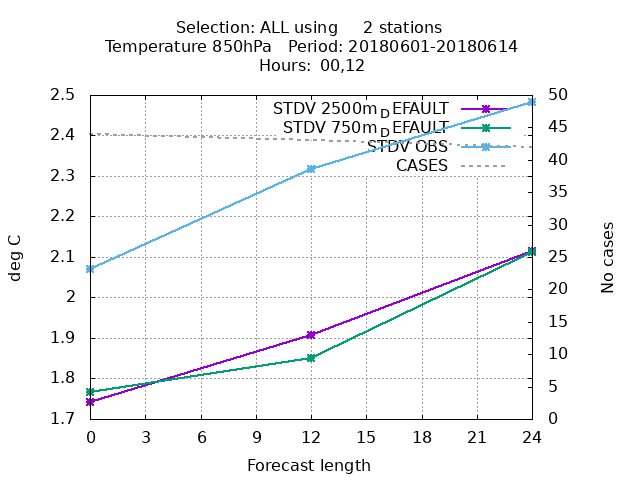 Selection: ALL using     2 stations
Temperature 850hPa   Period: 20180601-20180614
Hours:  00,12
STDV 2500m_DEFAULT
STDV 750m_DEFAULT
STDV OBS
CASES
2.5
2.4
2.3
2.2
2.1
2
1.9
1.8
1.7
50
45
40
35
30
25
20
15
10
5
0
deg C
No cases
0 3 6 9 12 15 18 21 24
Forecast length